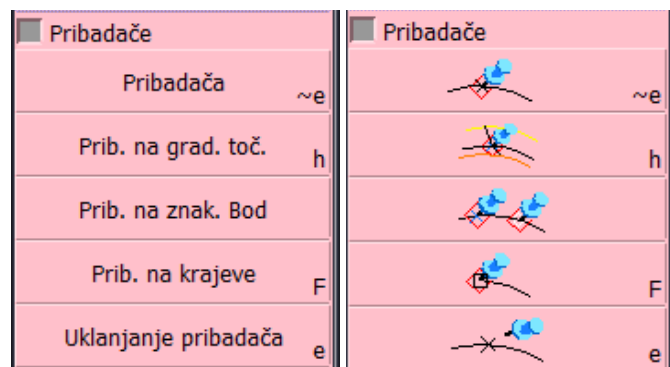 Pribadače
Pribadača ~e
Prib. na grad. toč. h
Prib. na znak. Bod
Prib. na krajeve F
Uklanjanje pribadača e
Pribadače
~e
h
F
e